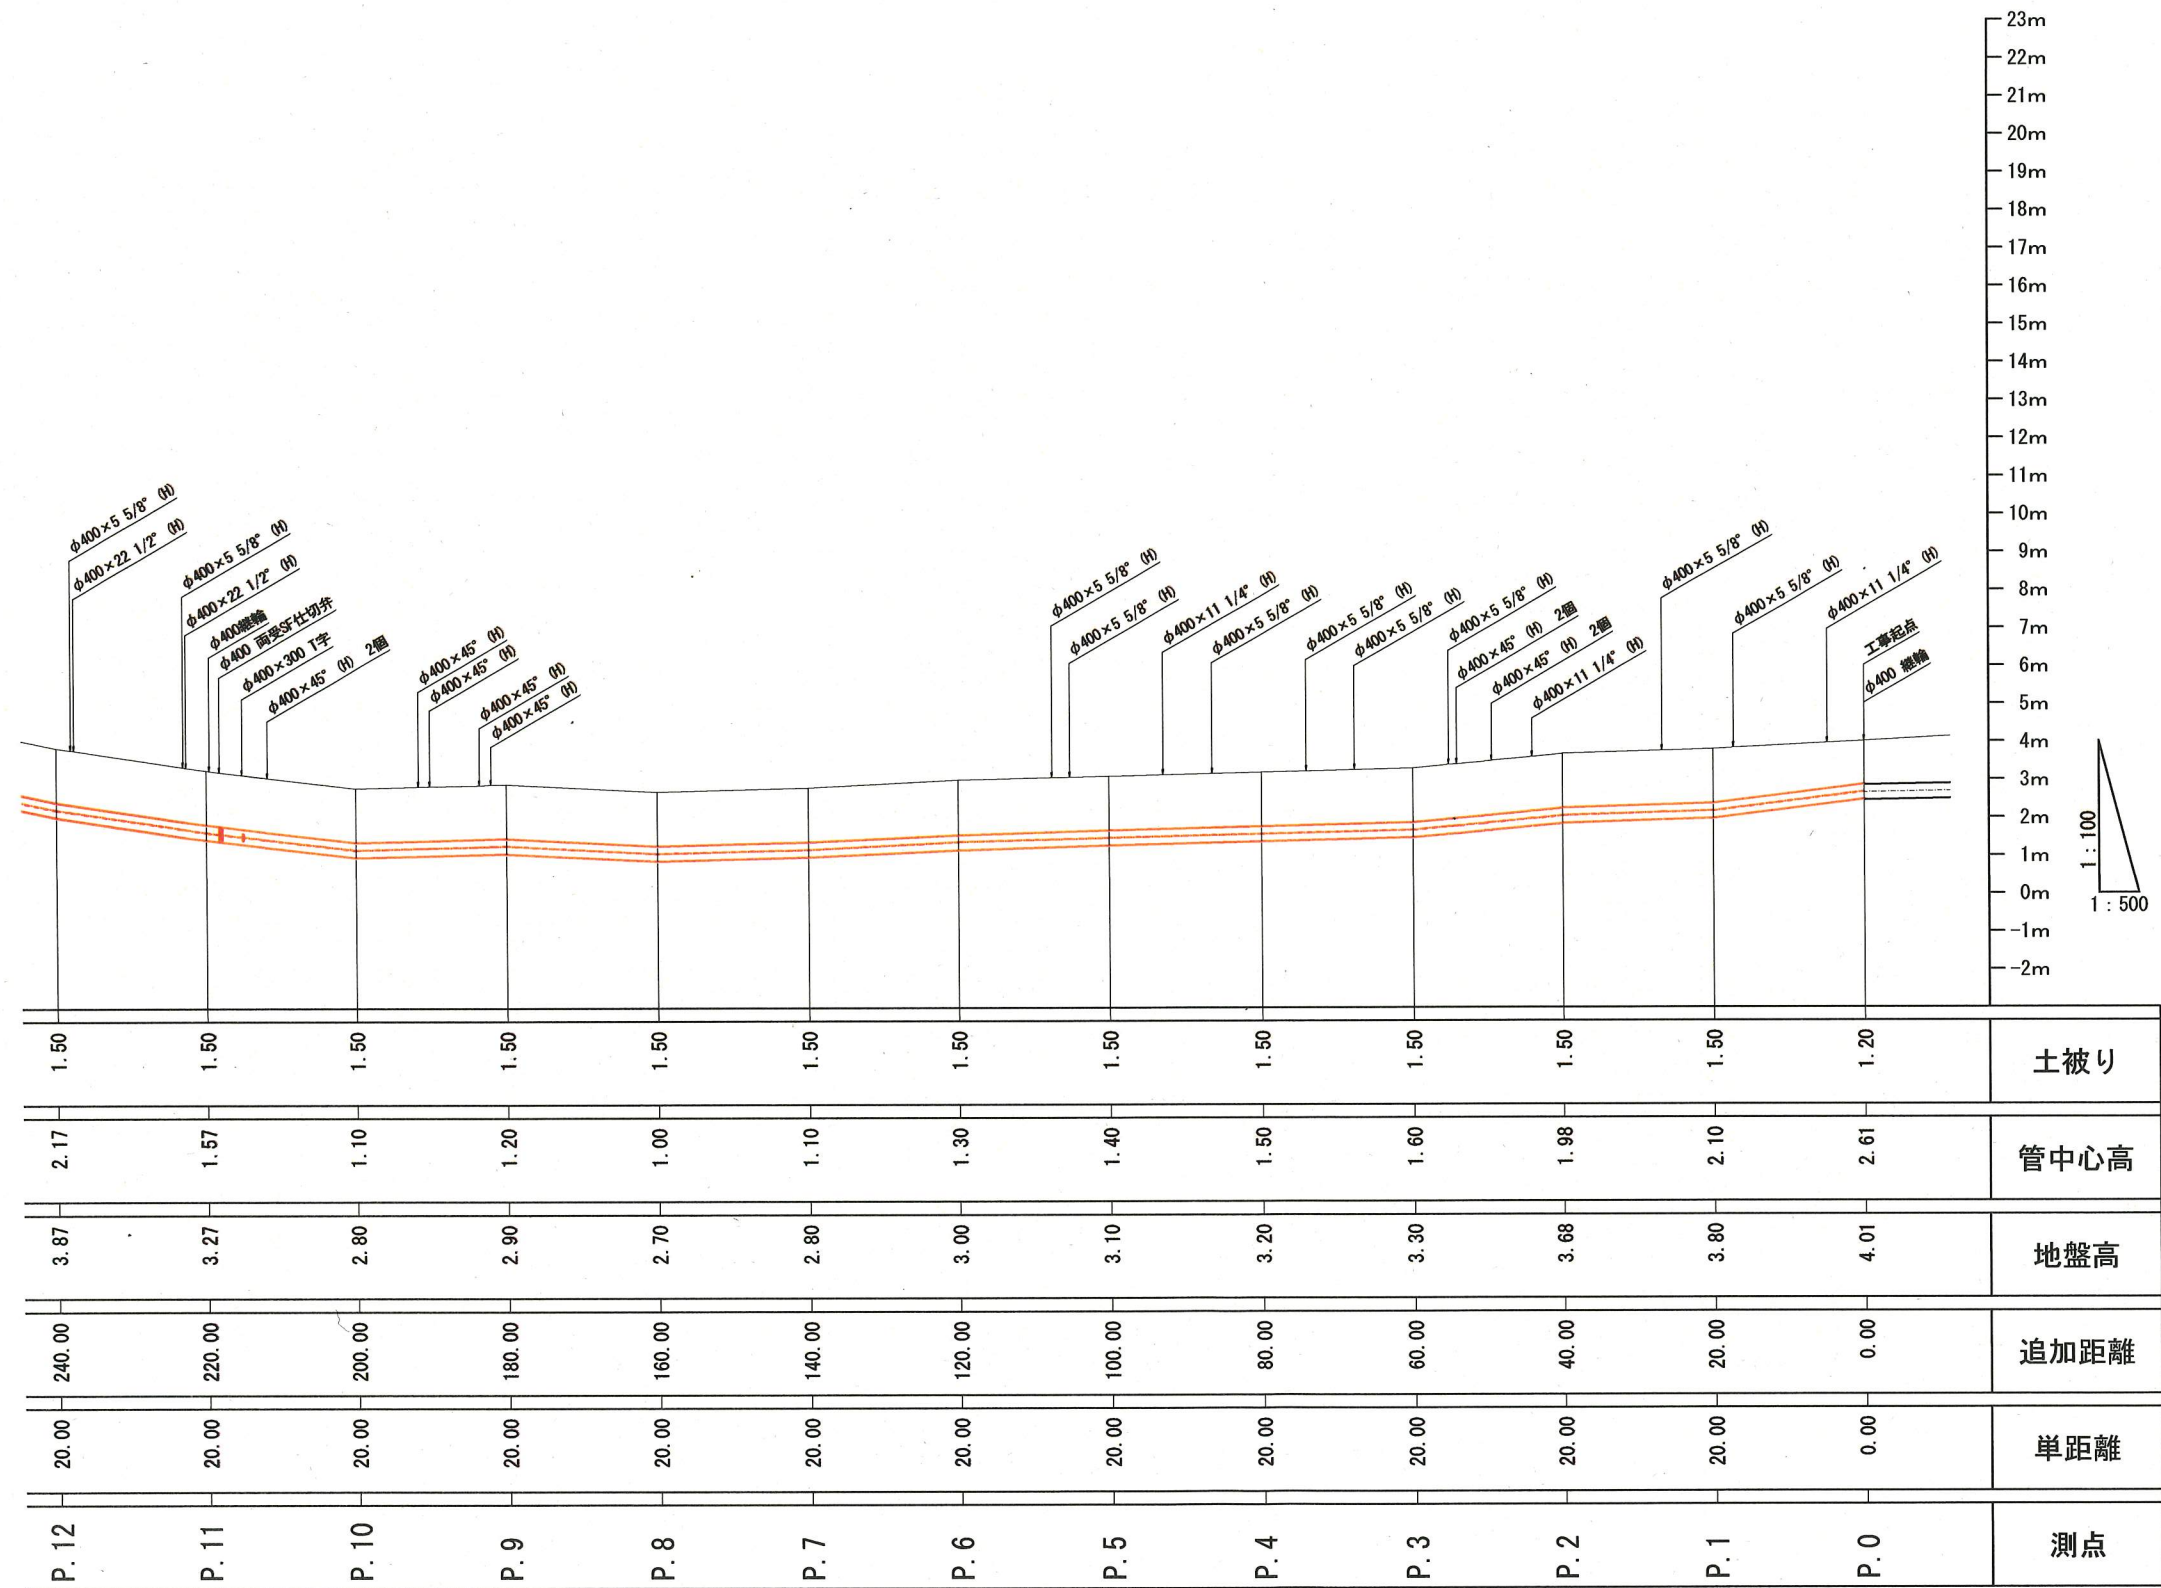 23m
22m
21m
20m
19m
18m
17m
16m
15m
14m
13m
12m
11m
10m
9m
8m
7m
6m
5m
4m
3m
2m
1m
0m
-1m
-2m
1:100
1:500
φ400×5 5/8° (H)
φ400×22 1/2° (H)
φ400×5 5/8° (H)
φ400×22 1/2° (H)
φ400継輪
φ400 両受SF仕切弁
φ400×300 T字
φ400×45° (H) 2個
φ400×45° (H)
φ400×45° (H)
φ400×45° (H)
φ400×45° (H)
φ400×5 5/8° (H)
φ400×5 5/8° (H)
φ400×11 1/4° (H)
φ400×5 5/8° (H)
φ400×5 5/8° (H)
φ400×5 5/8° (H)
φ400×5 5/8° (H)
φ400×45° (H) 2個
φ400×45° (H) 2個
φ400×11 1/4° (H)
φ400×5 5/8° (H)
φ400×5 5/8° (H)
φ400×11 1/4° (H)
工事起点
φ400 継輪
1.50 1.50 1.50 1.50 1.50 1.50 1.50 1.50 1.50 1.50 1.50 1.50 1.20 土被り
2.17 1.57 1.10 1.20 1.00 1.10 1.30 1.40 1.50 1.60 1.98 2.10 2.61 管中心高
3.87 3.27 2.80 2.90 2.70 2.80 3.00 3.10 3.20 3.30 3.68 3.80 4.01 地盤高
240.00 220.00 200.00 180.00 160.00 140.00 120.00 100.00 80.00 60.00 40.00 20.00 0.00 追加距離
20.00 20.00 20.00 20.00 20.00 20.00 20.00 20.00 20.00 20.00 20.00 20.00 0.00 単距離
P.12 P.11 P.10 P.9 P.8 P.7 P.6 P.5 P.4 P.3 P.2 P.1 P.0 測点